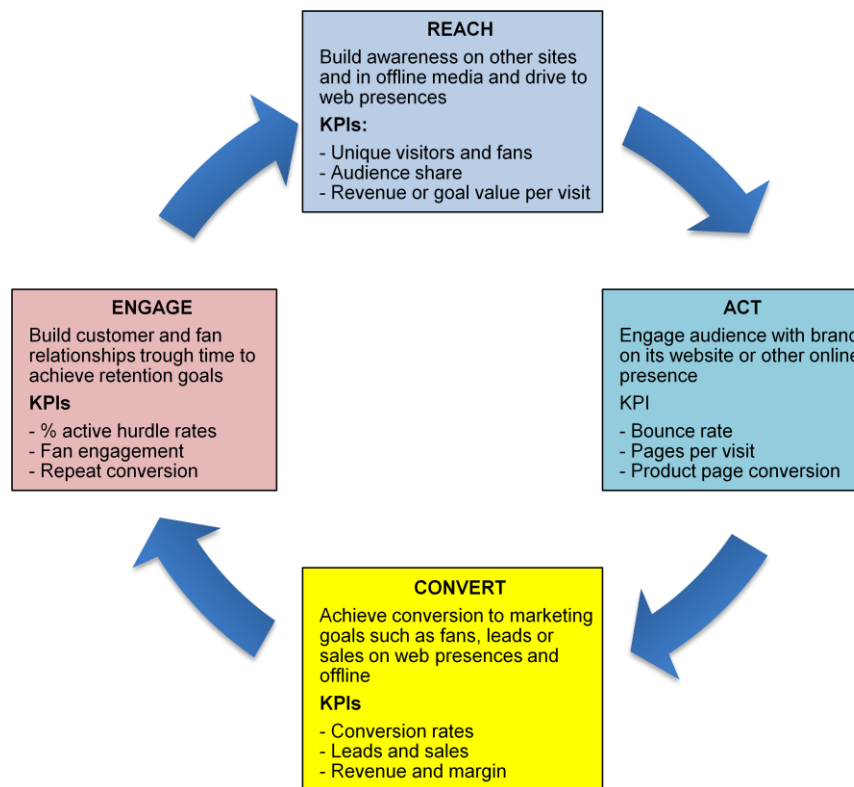 REACH
Build awareness on other sites
and in offline media and drive to
web presences
KPIs:
- Unique visitors and fans
- Audience share
- Revenue or goal value per visit
ENGAGE
Build customer and fan
relationships trough time to
achieve retention goals
KPIs
- % active hurdle rates
- Fan engagement
- Repeat conversion
ACT
Engage audience with brand
on its website or other online
presence
KPI
- Bounce rate
- Pages per visit
- Product page conversion
CONVERT
Achieve conversion to marketing
goals such as fans, leads or
sales on web presences and
offline
KPIs
- Conversion rates
- Leads and sales
- Revenue and margin